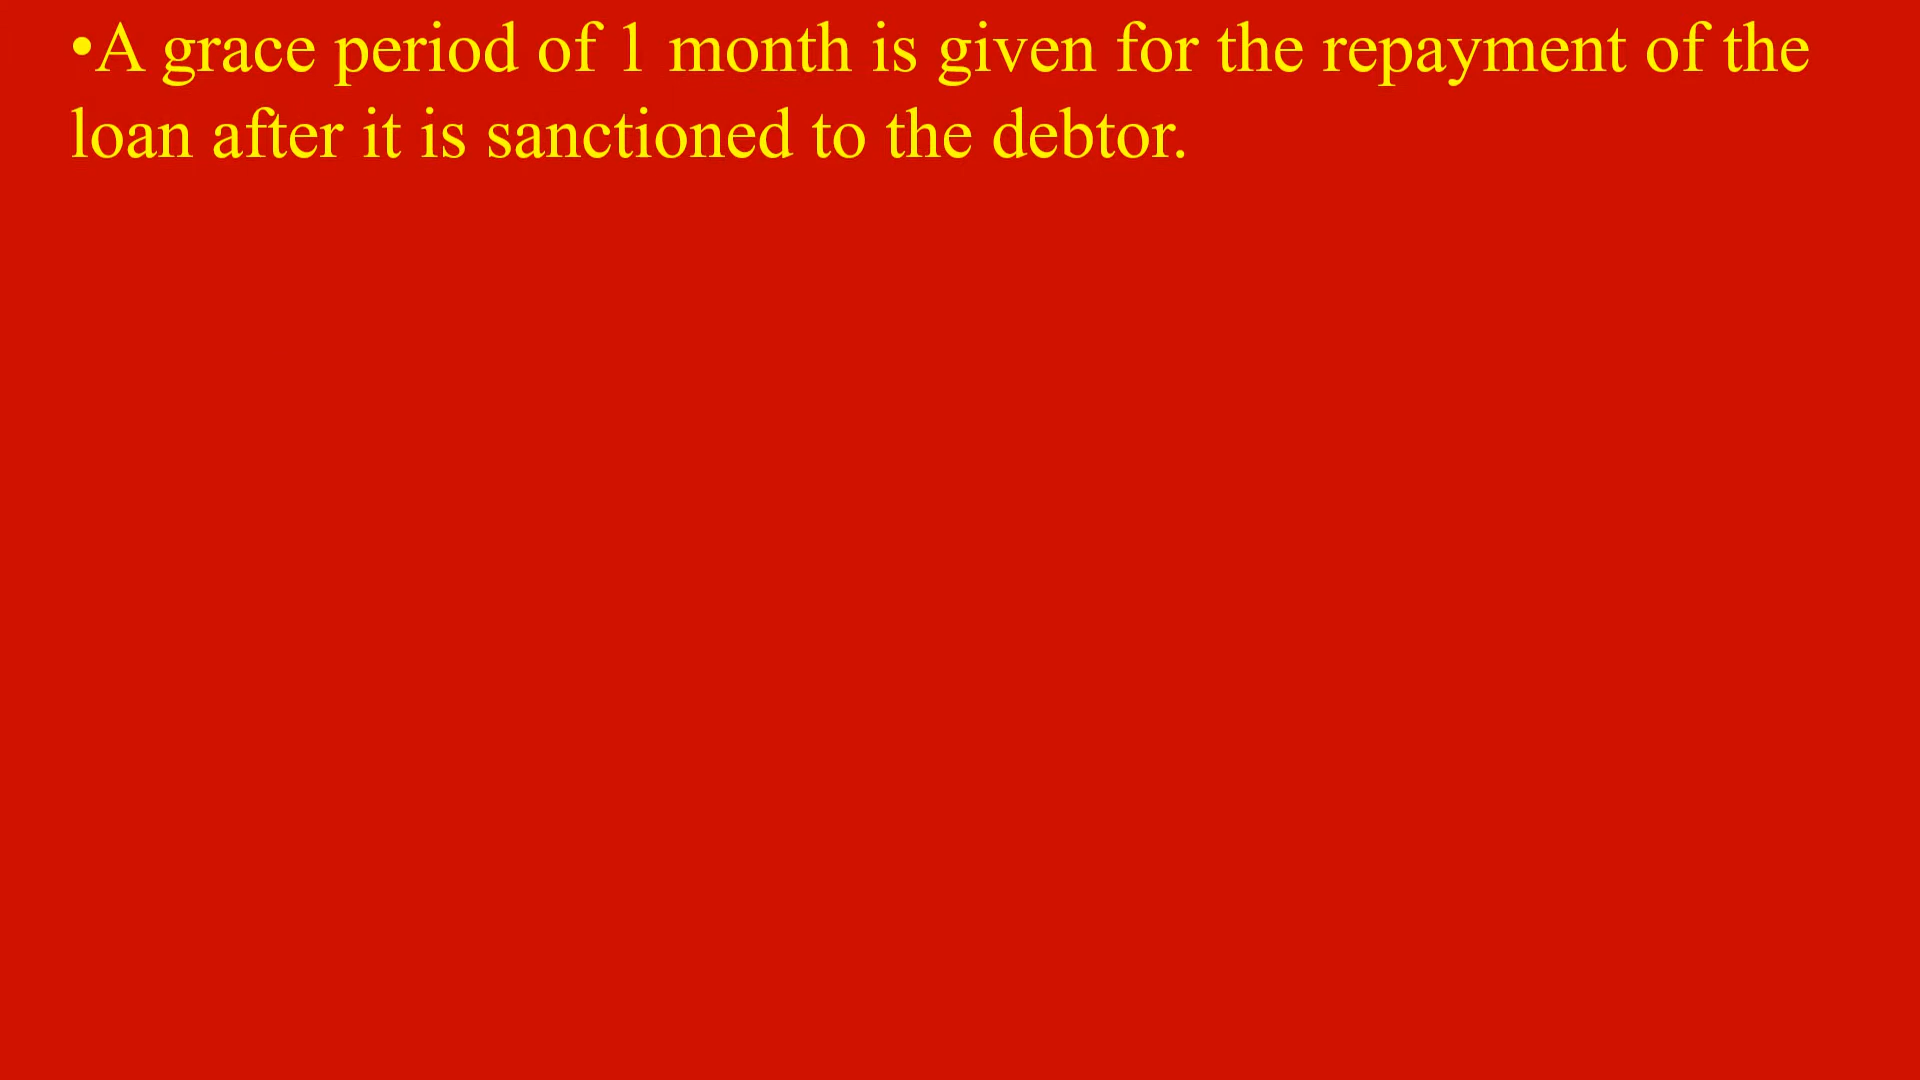 •A grace period of 1 month is given for the repayment of the
loan after it is sanctioned to the debtor.